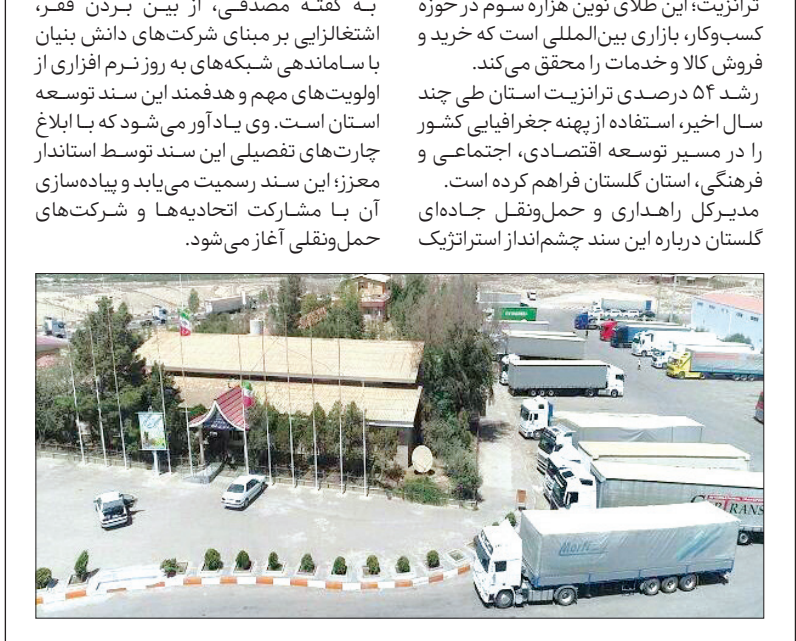 ترانزیت؛ این طلای نوین هزاره سوم در حوزه
کسب‌وکار، بازاری بین‌المللی است که خرید و
فروش کالا و خدمات را محقق می‌کند.
رشد ۵۴ درصدی ترانزیت استان طی چند
سال اخیر، استفاده از پهنه جغرافیایی کشور
را در مسیر توسعه اقتصادی، اجتماعی و
فرهنگی، استان گلستان فراهم کرده است.
مدیرکل راهداری و حمل‌ونقل جاده‌ای
گلستان درباره این سند چشم‌انداز استراتژیک
به گفته مصدقی، از بین بردن فقر،
اشتغالزایی بر مبنای شرکت‌های دانش بنیان
با ساماندهی شبکه‌های به روز نرم افزاری از
اولویت‌های مهم و هدفمند این سند توسعه
استان است. وی یادآور می‌شود که با ابلاغ
چارت‌های تفصیلی این سند توسط استاندار
معزز؛ این سند رسمیت می‌یابد و پیاده‌سازی
آن با مشارکت اتحادیه‌ها و شرکت‌های
حمل‌ونقلی آغاز می‌شود.